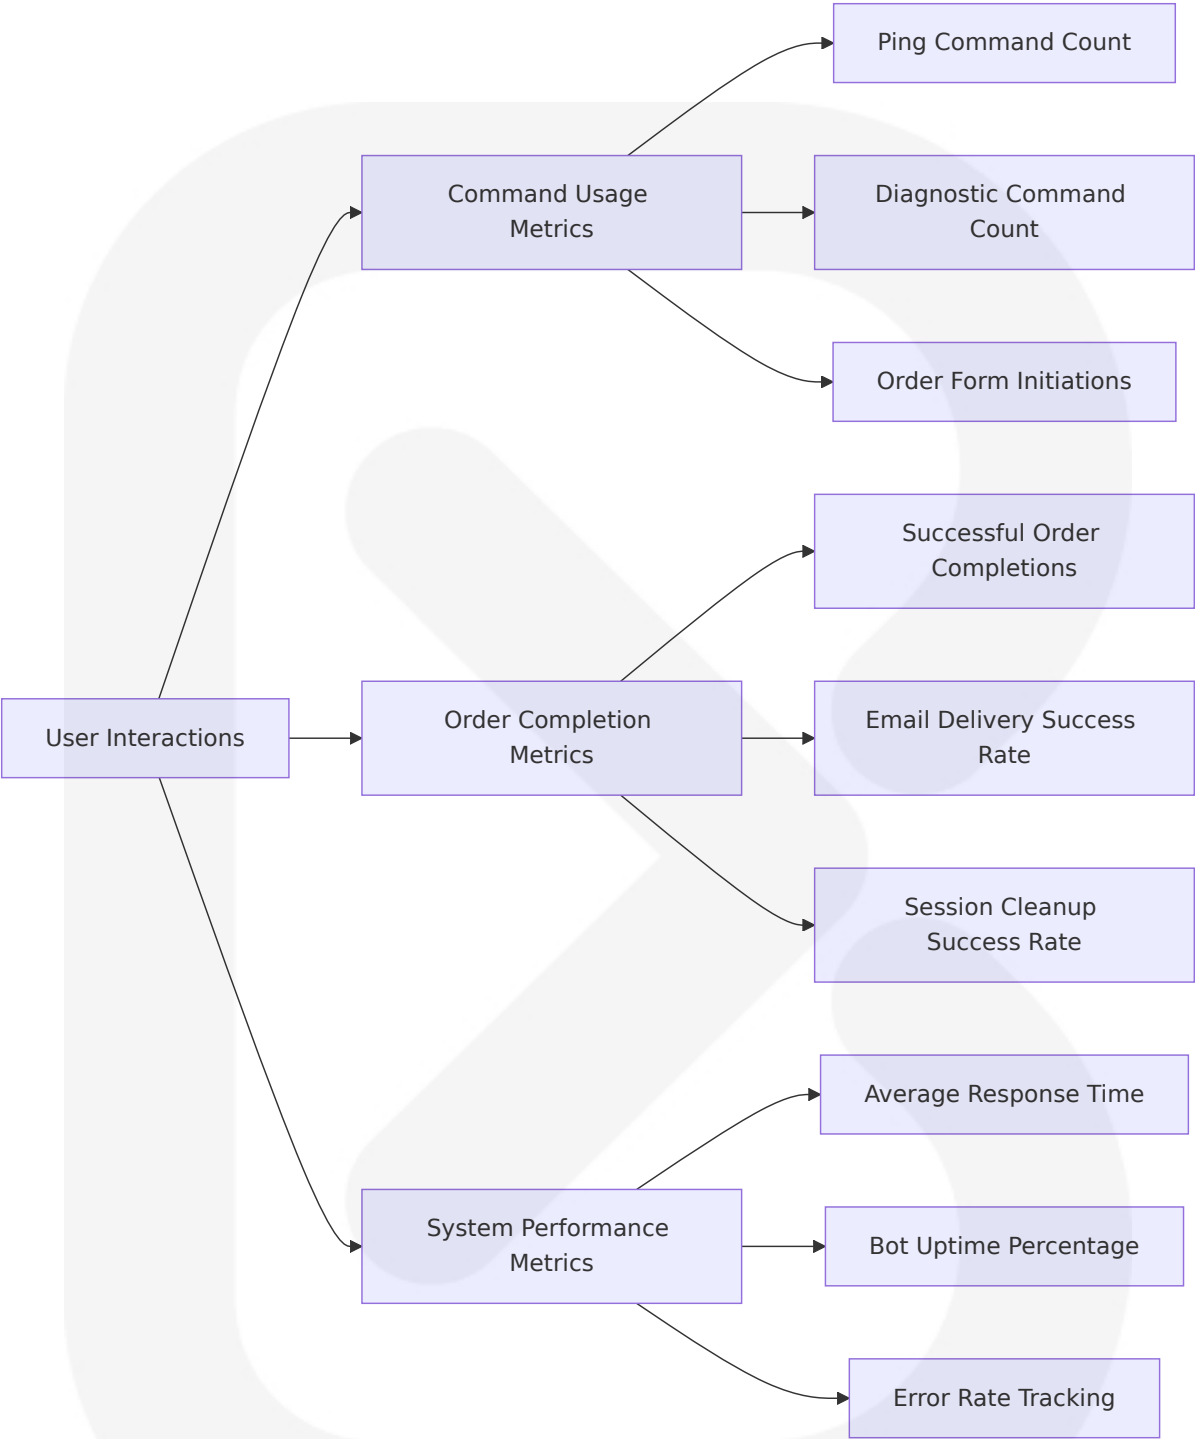 Ping Command Count
Command Usage
Metrics
Diagnostic Command
Count
Order Form Initiations
Successful Order
Completions
User Interactions
Order Completion
Metrics
Email Delivery Success
Rate
Session Cleanup
Success Rate
Average Response Time
System Performance
Metrics
Bot Uptime Percentage
Error Rate Tracking